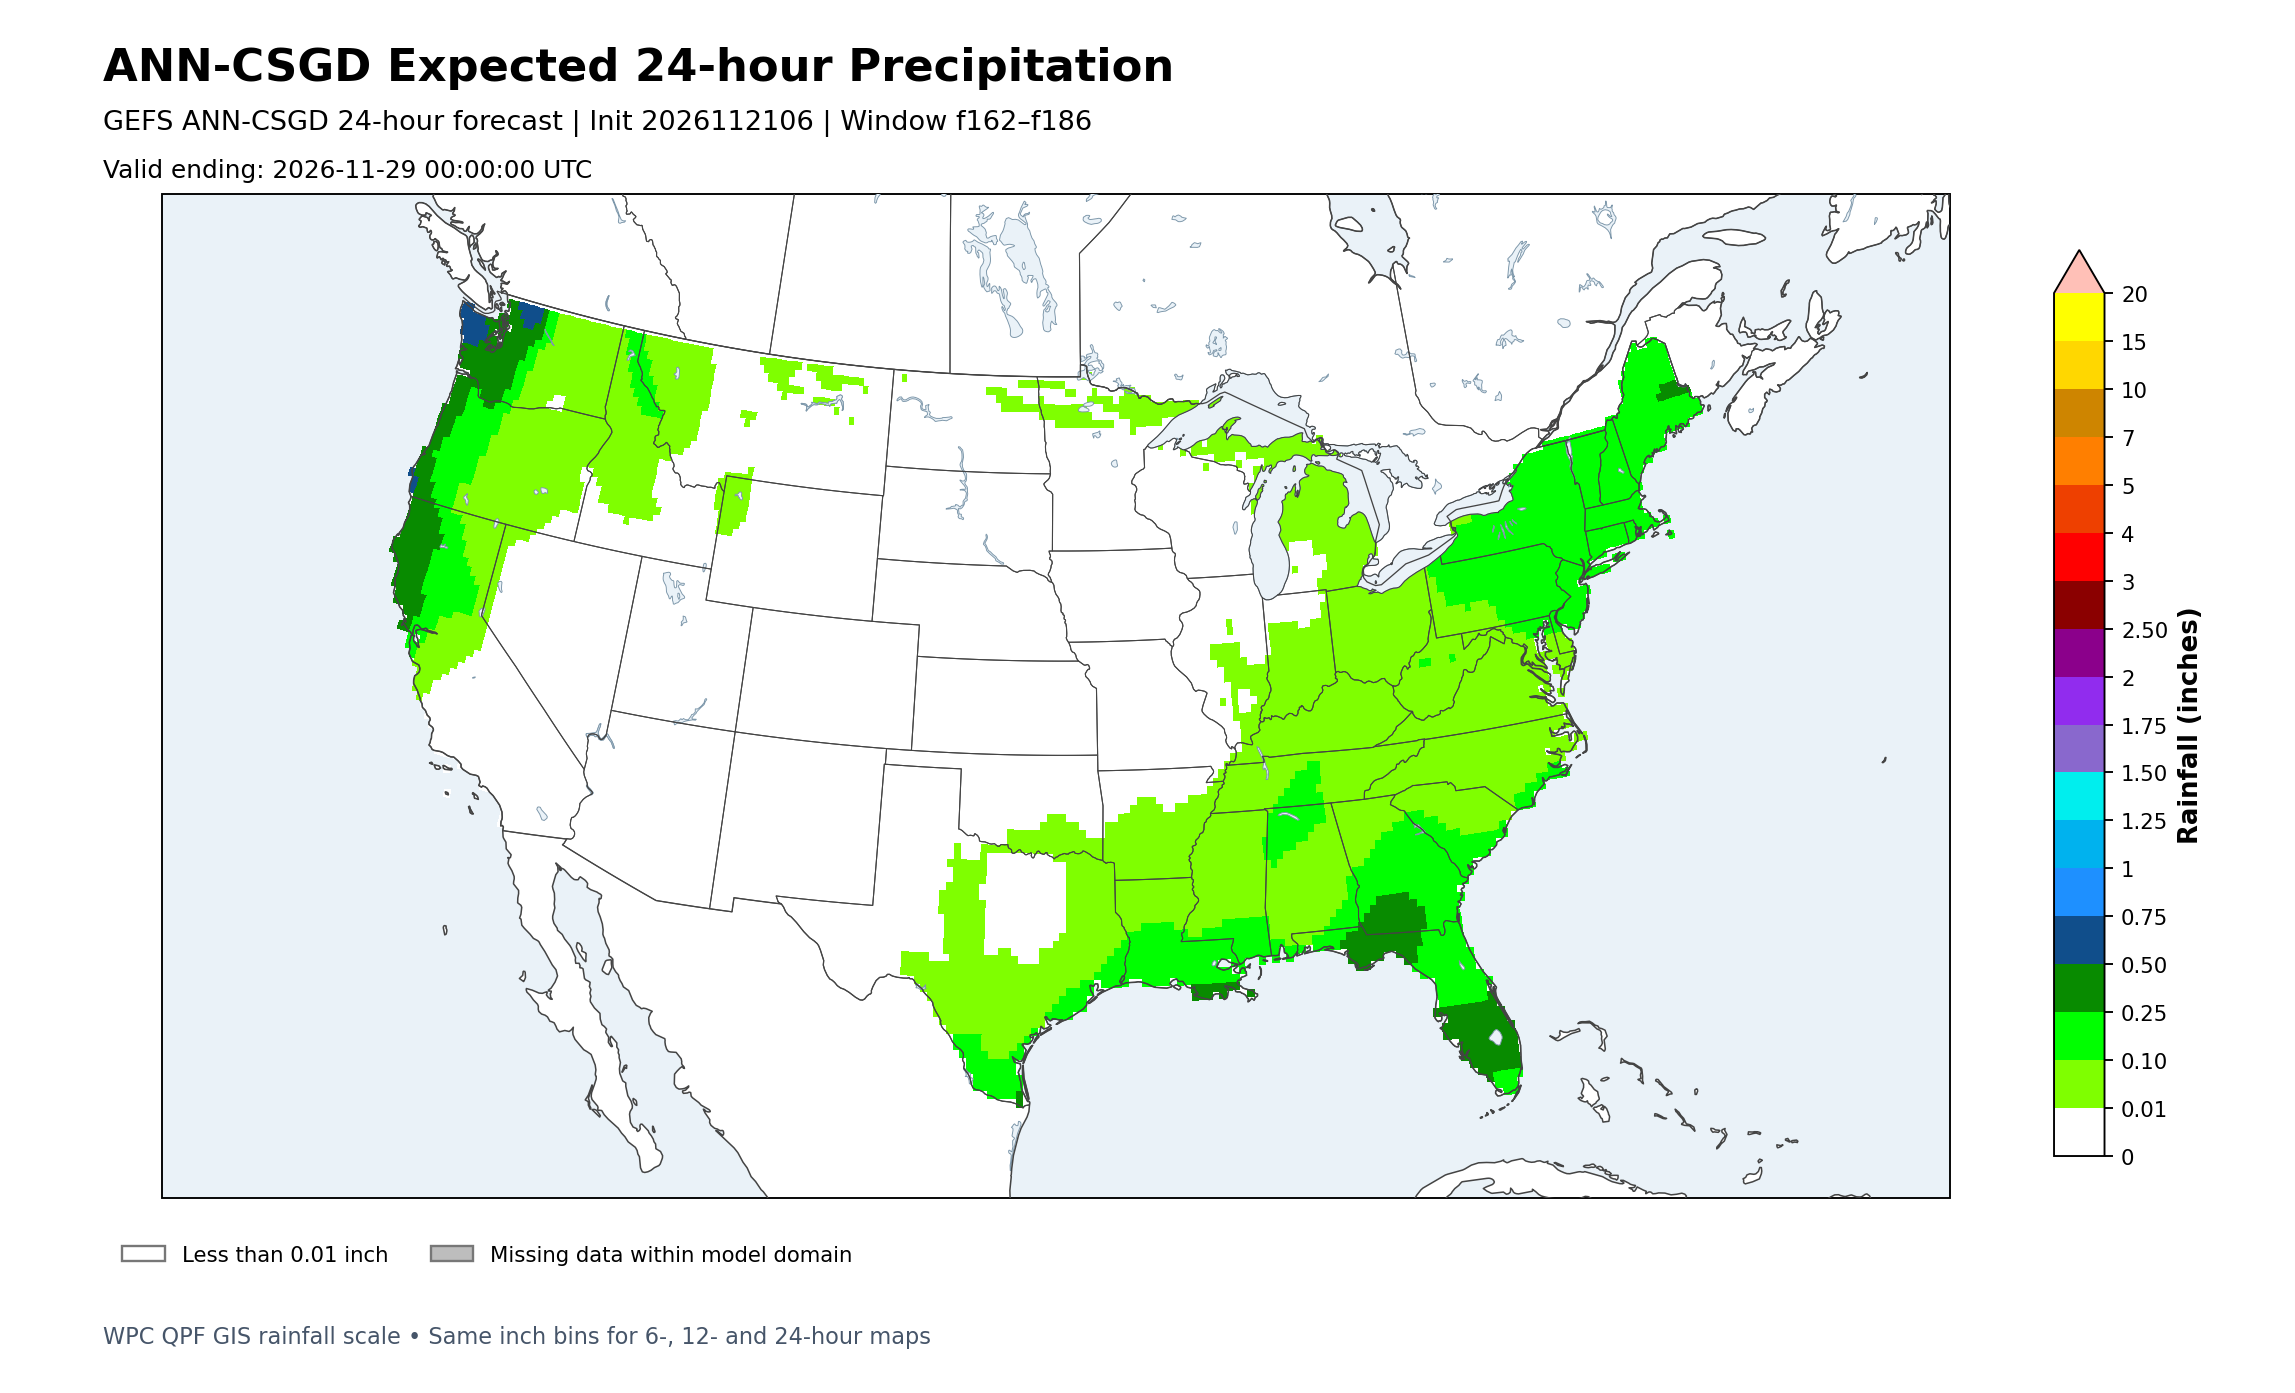 ANN-CSGD Expected 24-hour Precipitation
GEFS ANN-CSGD 24-hour forecast | Init 2026112106 | Window f162–f186
Valid ending: 2026-11-29 00:00:00 UTC
20
15
10
7
5
4
3
2.50
2
1.75
1.50
1.25
1
0.75
0.50
0.25
0.10
0.01
0
Rainfall (inches)
Less than 0.01 inch
Missing data within model domain
WPC QPF GIS rainfall scale • Same inch bins for 6-, 12- and 24-hour maps